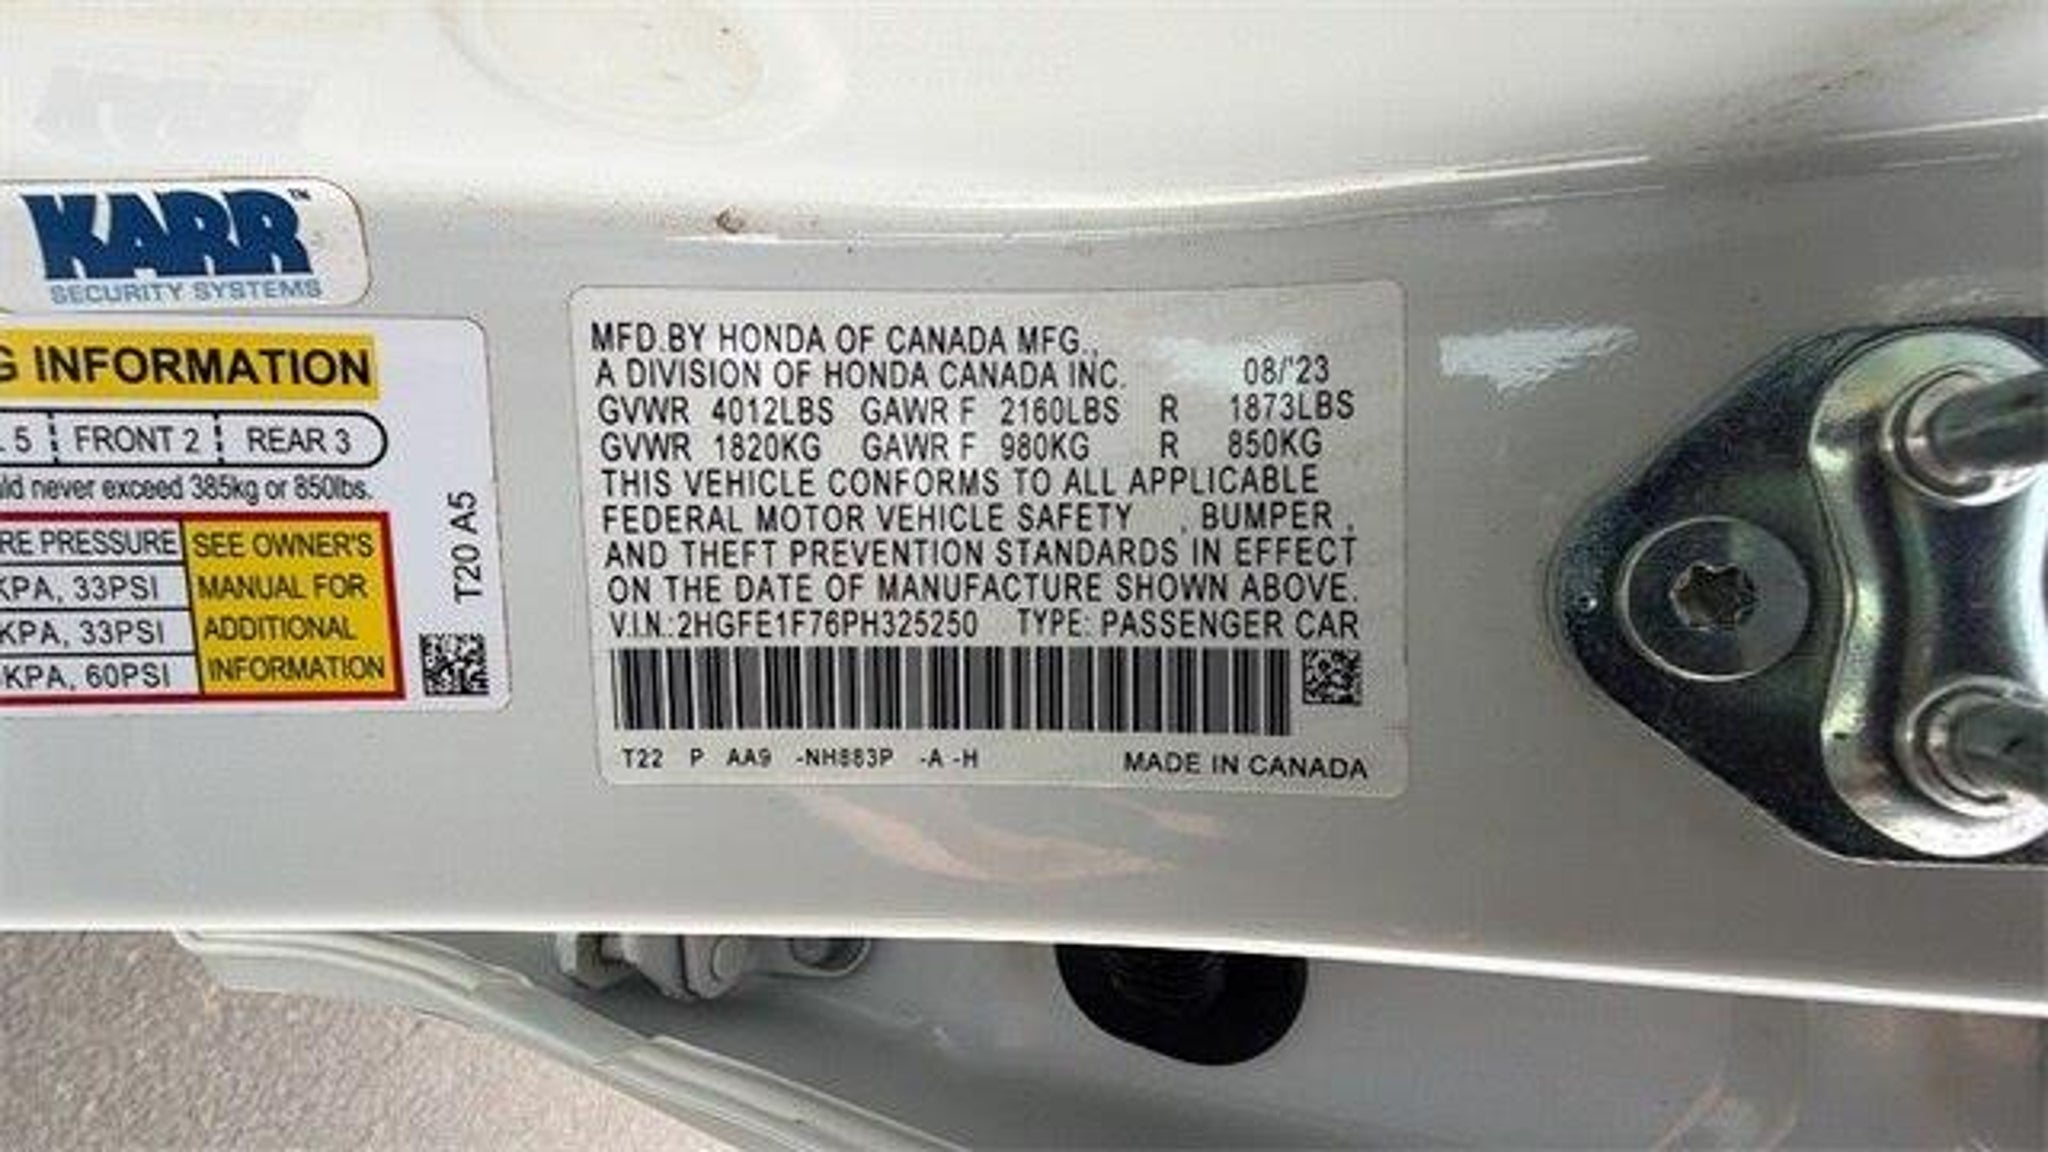 KARR™
SECURITY SYSTEMS
G INFORMATION
5 FRONT 2 REAR 3
never exceed 385kg or 850lbs.
RE PRESSURE SEE OWNER'S
KPA, 33PSI MANUAL FOR
KPA, 33PSI ADDITIONAL
KPA, 60PSI INFORMATION
T20 A5
MFD.BY HONDA OF CANADA MFG.,
A DIVISION OF HONDA CANADA INC. 08/'23
GVWR 4012LBS GAWR F 2160LBS R 1873LBS
GVWR 1820KG GAWR F 980KG R 850KG
THIS VEHICLE CONFORMS TO ALL APPLICABLE
FEDERAL MOTOR VEHICLE SAFETY , BUMPER ,
AND THEFT PREVENTION STANDARDS IN EFFECT
ON THE DATE OF MANUFACTURE SHOWN ABOVE.
V.I.N.:2HGFE1F76PH325250 TYPE: PASSENGER CAR
T22 P AA9 -NH883P -A -H MADE IN CANADA